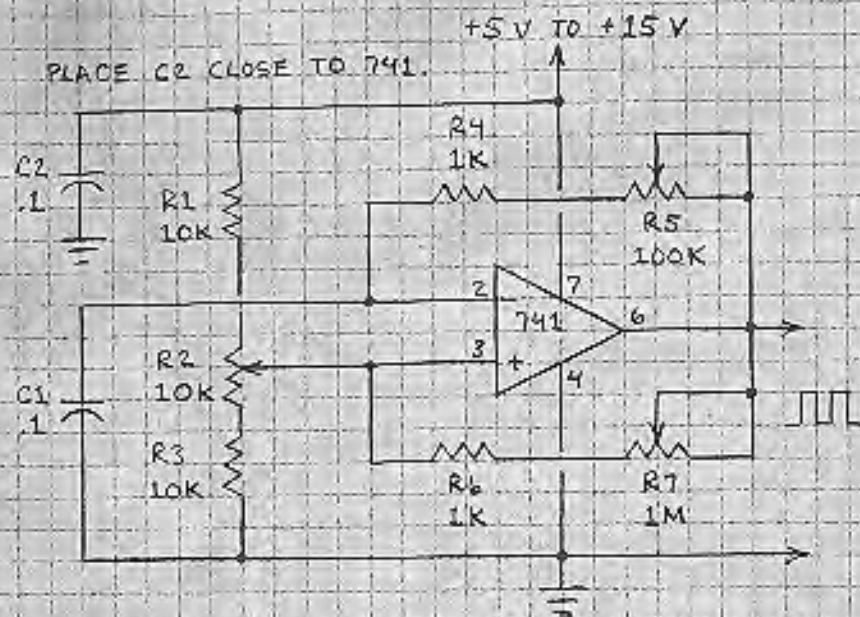 +5 V TO +15 V
PLACE C2 CLOSE TO 741.
C2
.1
R1
10K
R4
1K
R5
100K
2
-
7
741
6
3
+
4
R2
10K
C1
.1
R3
10K
R6
1K
R7
1M